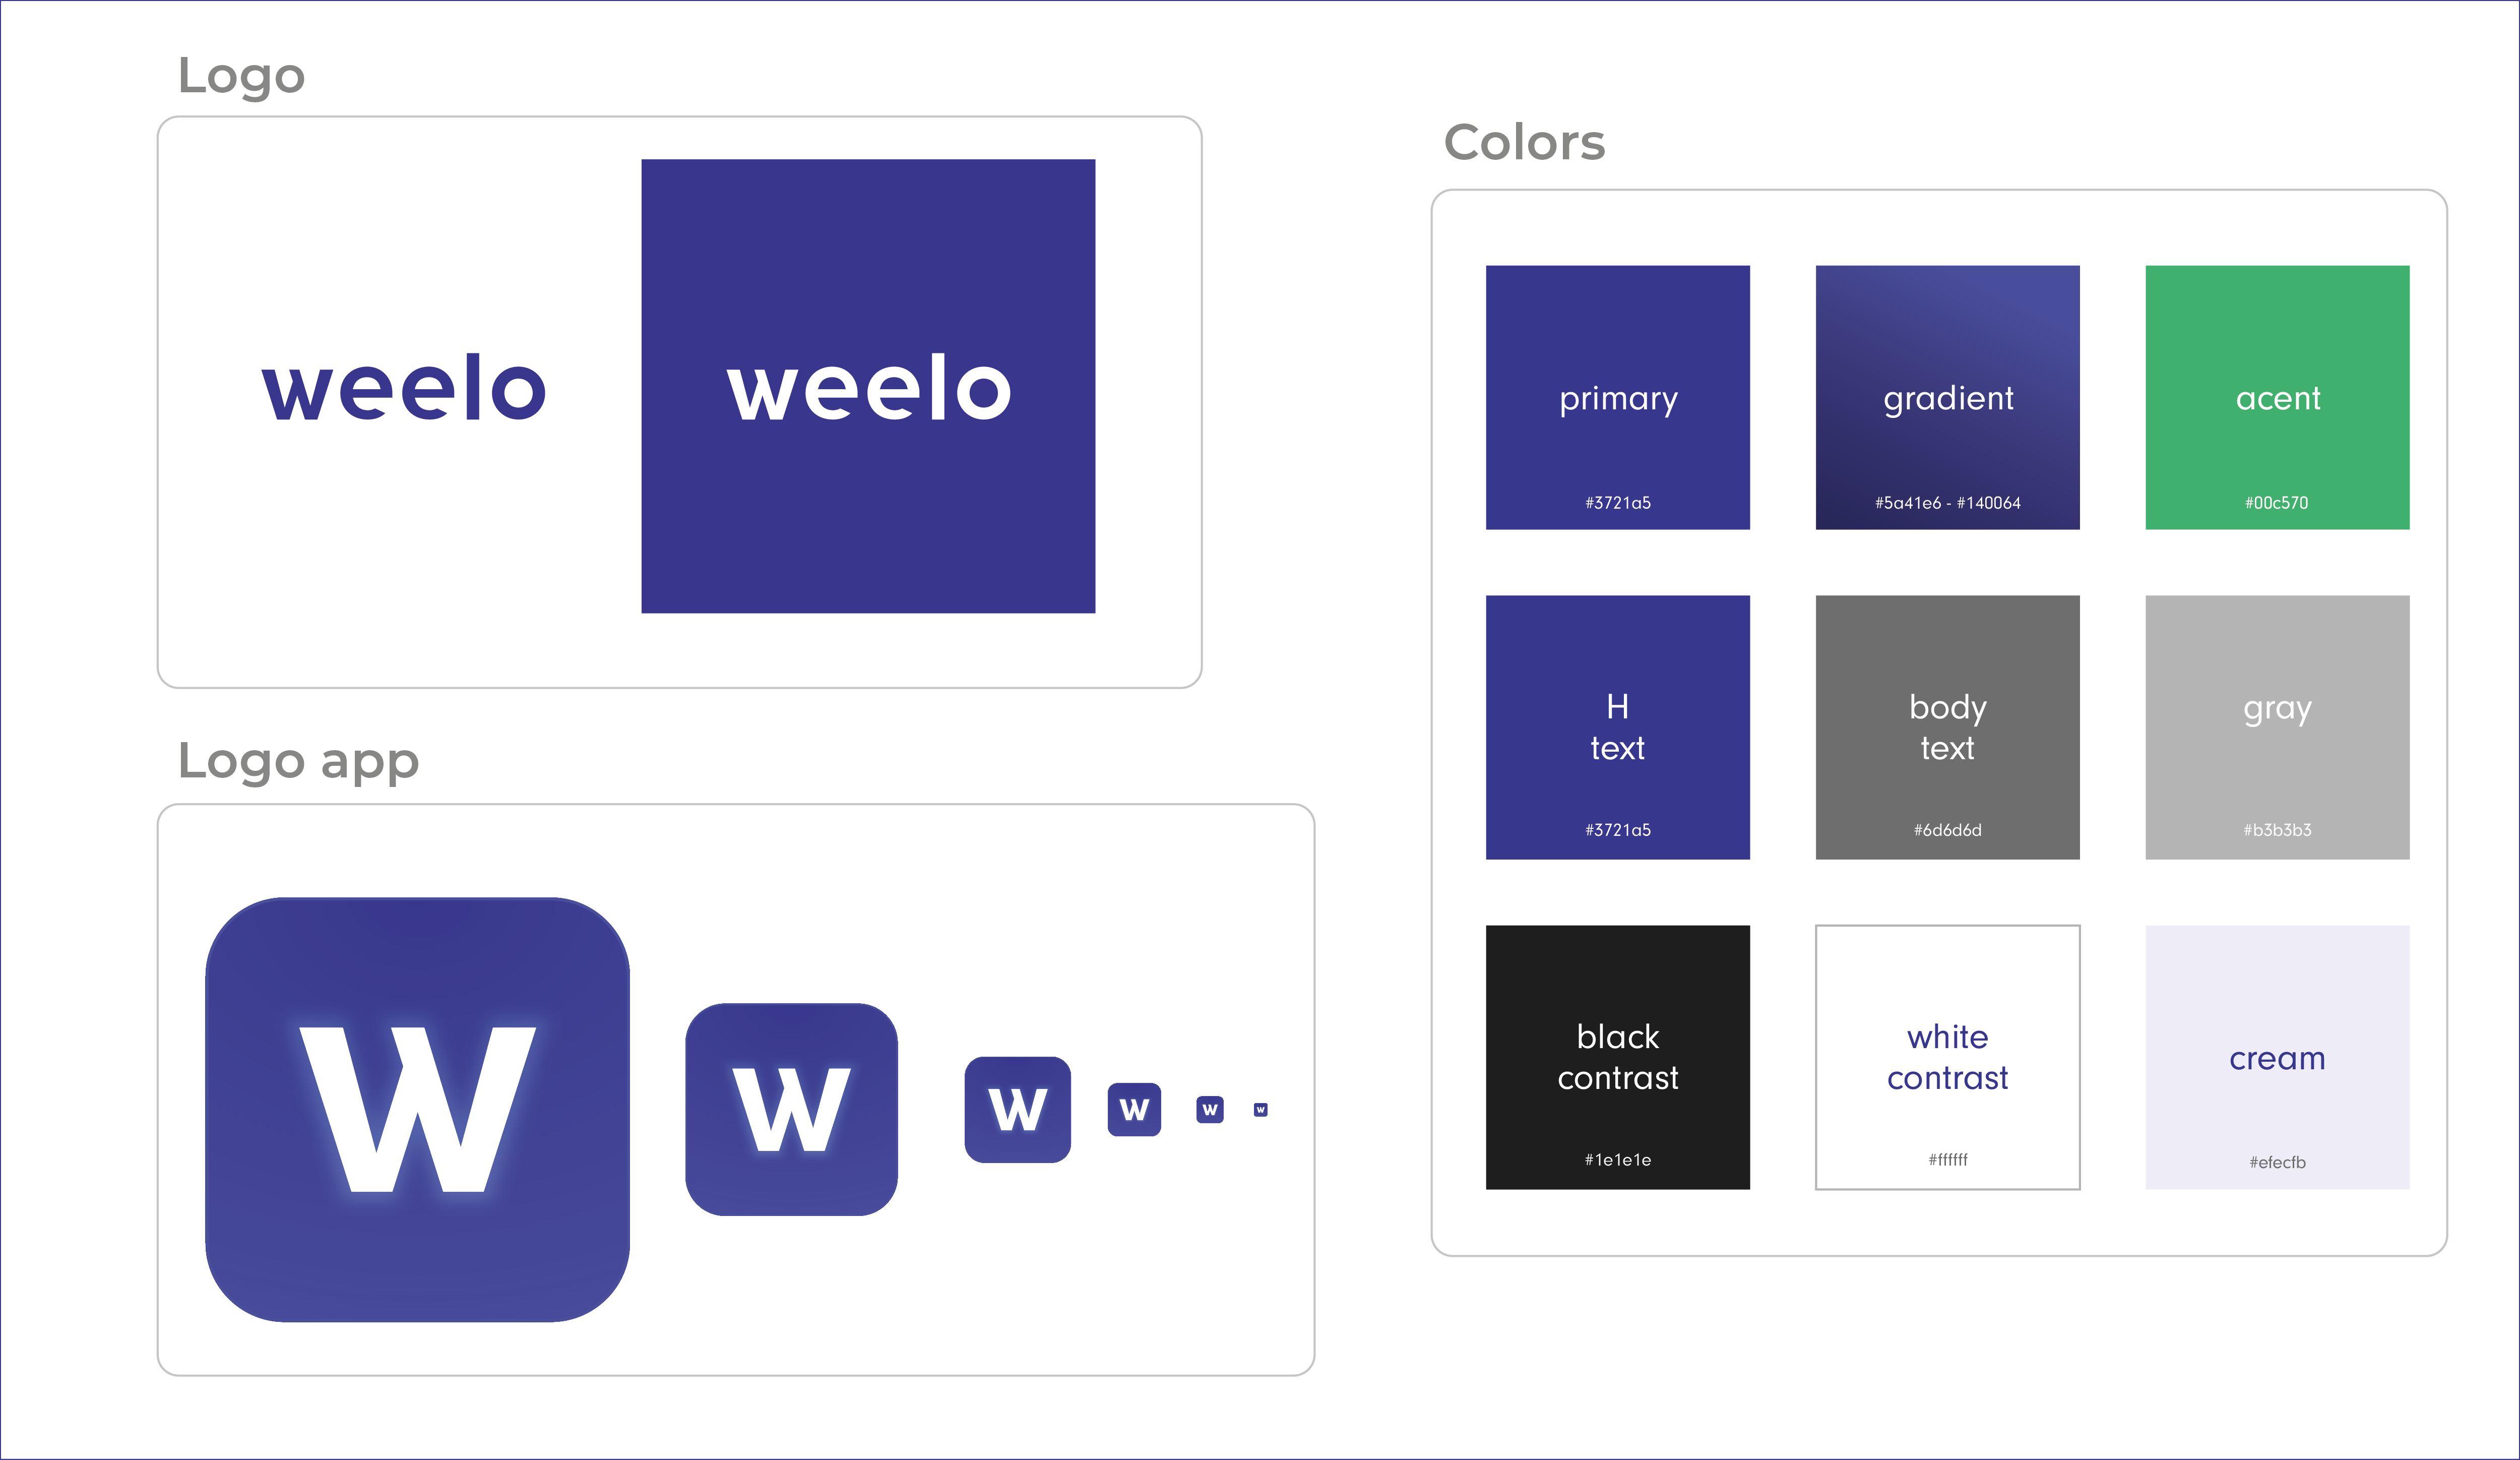 Logo
weelo
weelo
Logo app
W
W
W
W
W
W
Colors
primary
#3721a5
gradient
#5a41e6 - #140064
acent
#00c570
H
text
#3721a5
body
text
#6d6d6d
gray
#b3b3b3
black
contrast
#1e1e1e
white
contrast
#ffffff
cream
#efecfb